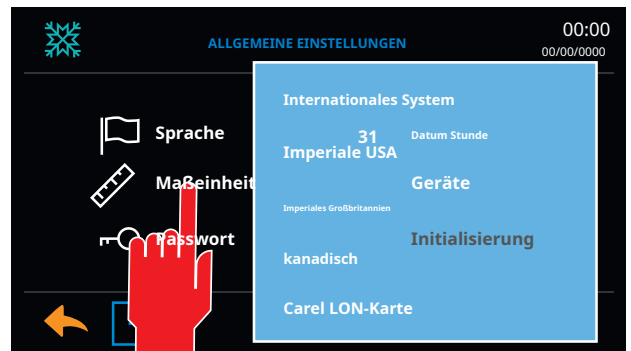 00:00
ALLGEMEINE EINSTELLUNGEN
00/00/0000
Internationales System
Sprache
31
Datum Stunde
Imperiale USA
Maßeinheit
Geräte
Imperiales Großbritannien
Passwort
Initialisierung
kanadisch
Carel LON-Karte